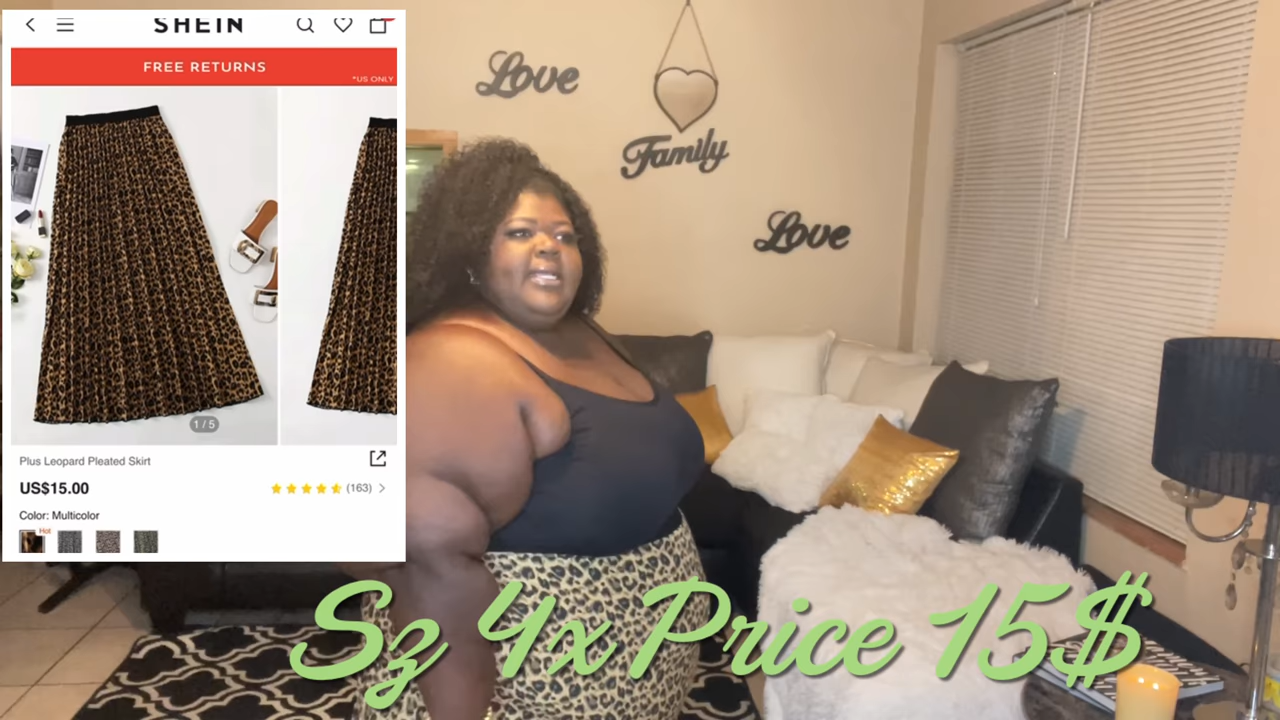 SHEIN
FREE RETURNS
*US ONLY
1/5
Plus Leopard Pleated Skirt
US$15.00
(163)
Color: Multicolor
Hot
Love
Family
Love
Sz 4x Price 15$